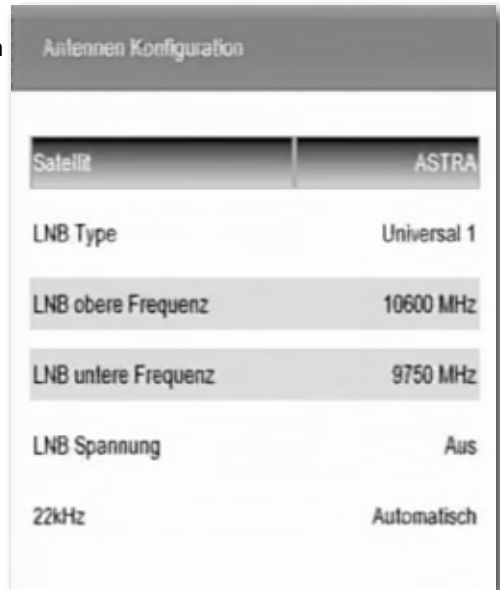 Antennen Konfiguration
Satellit ASTRA
LNB Type Universal 1
LNB obere Frequenz 10600 MHz
LNB untere Frequenz 9750 MHz
LNB Spannung Aus
22kHz Automatisch